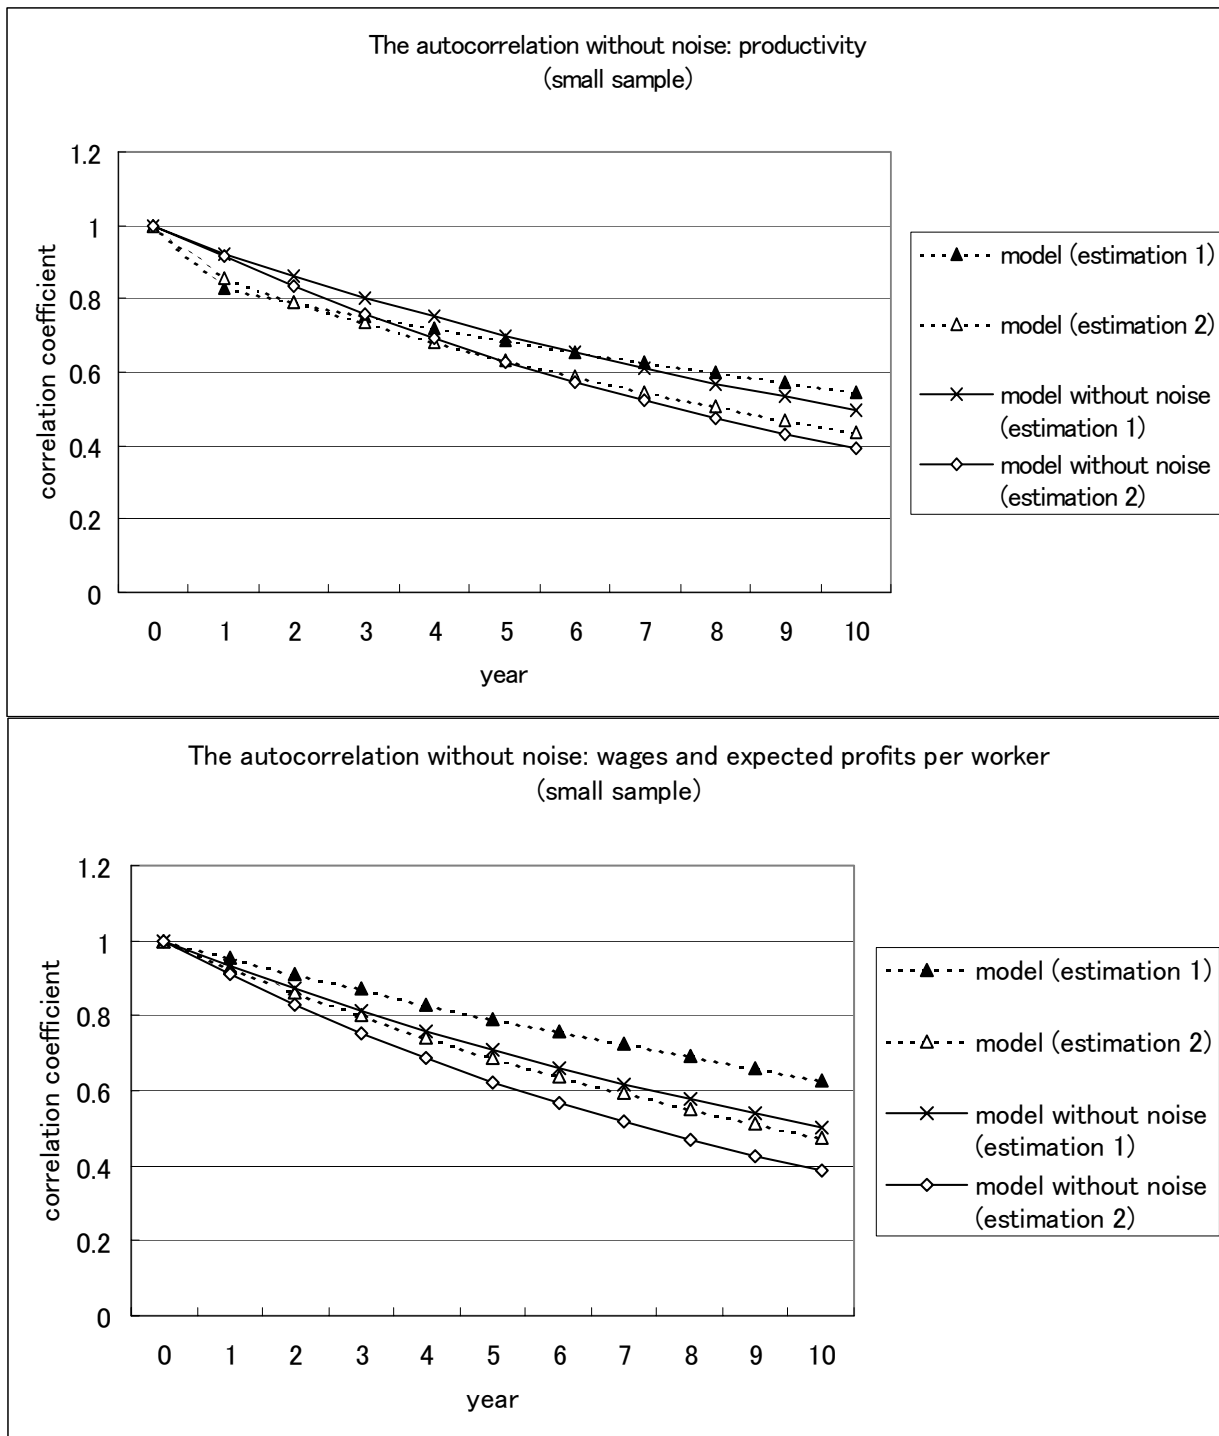 The autocorrelation without noise: productivity
(small sample)
1.2
1
0.8
0.6
0.4
0.2
0
correlation coefficient
0 1 2 3 4 5 6 7 8 9 10
year
model (estimation 1)
model (estimation 2)
model without noise
(estimation 1)
model without noise
(estimation 2)
The autocorrelation without noise: wages and expected profits per worker
(small sample)
1.2
1
0.8
0.6
0.4
0.2
0
correlation coefficient
0 1 2 3 4 5 6 7 8 9 10
year
model (estimation 1)
model (estimation 2)
model without noise
(estimation 1)
model without noise
(estimation 2)